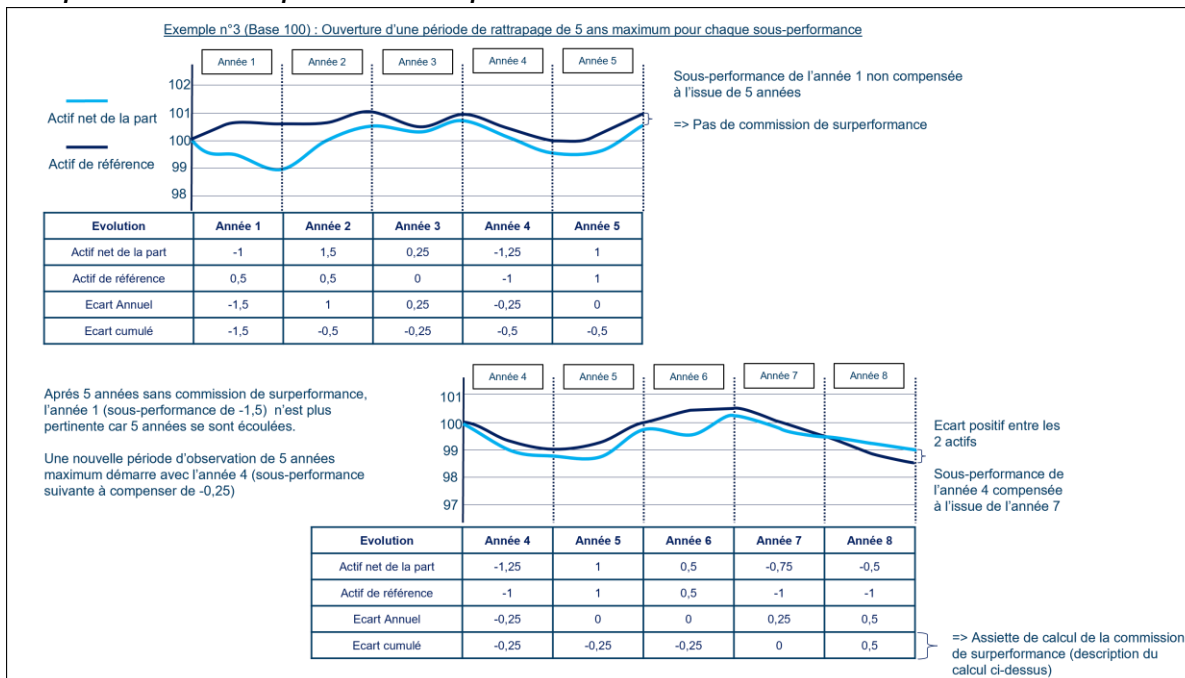 Exemple n°3 (Base 100) : Ouverture d'une période de rattrapage de 5 ans maximum pour chaque sous-performance
Année 1 Année 2 Année 3 Année 4 Année 5
102
101
100
99
98
Actif net de la part
Actif de référence
Sous-performance de l'année 1 non compensée
à l'issue de 5 années
=> Pas de commission de surperformance
Evolution Année 1 Année 2 Année 3 Année 4 Année 5
Actif net de la part -1 1,5 0,25 -1,25 1
Actif de référence 0,5 0,5 0 -1 1
Ecart Annuel -1,5 1 0,25 -0,25 0
Ecart cumulé -1,5 -0,5 -0,25 -0,5 -0,5
Aprés 5 années sans commission de surperformance,
l'année 1 (sous-performance de -1,5) n'est plus
pertinente car 5 années se sont écoulées.
Une nouvelle période d'observation de 5 années
maximum démarre avec l'année 4 (sous-performance
suivante à compenser de -0,25)
Année 4 Année 5 Année 6 Année 7 Année 8
101
100
99
98
97
Ecart positif entre les
2 actifs
Sous-performance de
l'année 4 compensée
à l'issue de l'année 7
Evolution Année 4 Année 5 Année 6 Année 7 Année 8
Actif net de la part -1,25 1 0,5 -0,75 -0,5
Actif de référence -1 1 0,5 -1 -1
Ecart Annuel -0,25 0 0 0,25 0,5
Ecart cumulé -0,25 -0,25 -0,25 0 0,5
=> Assiette de calcul de la commission
de surperformance (description du
calcul ci-dessus)